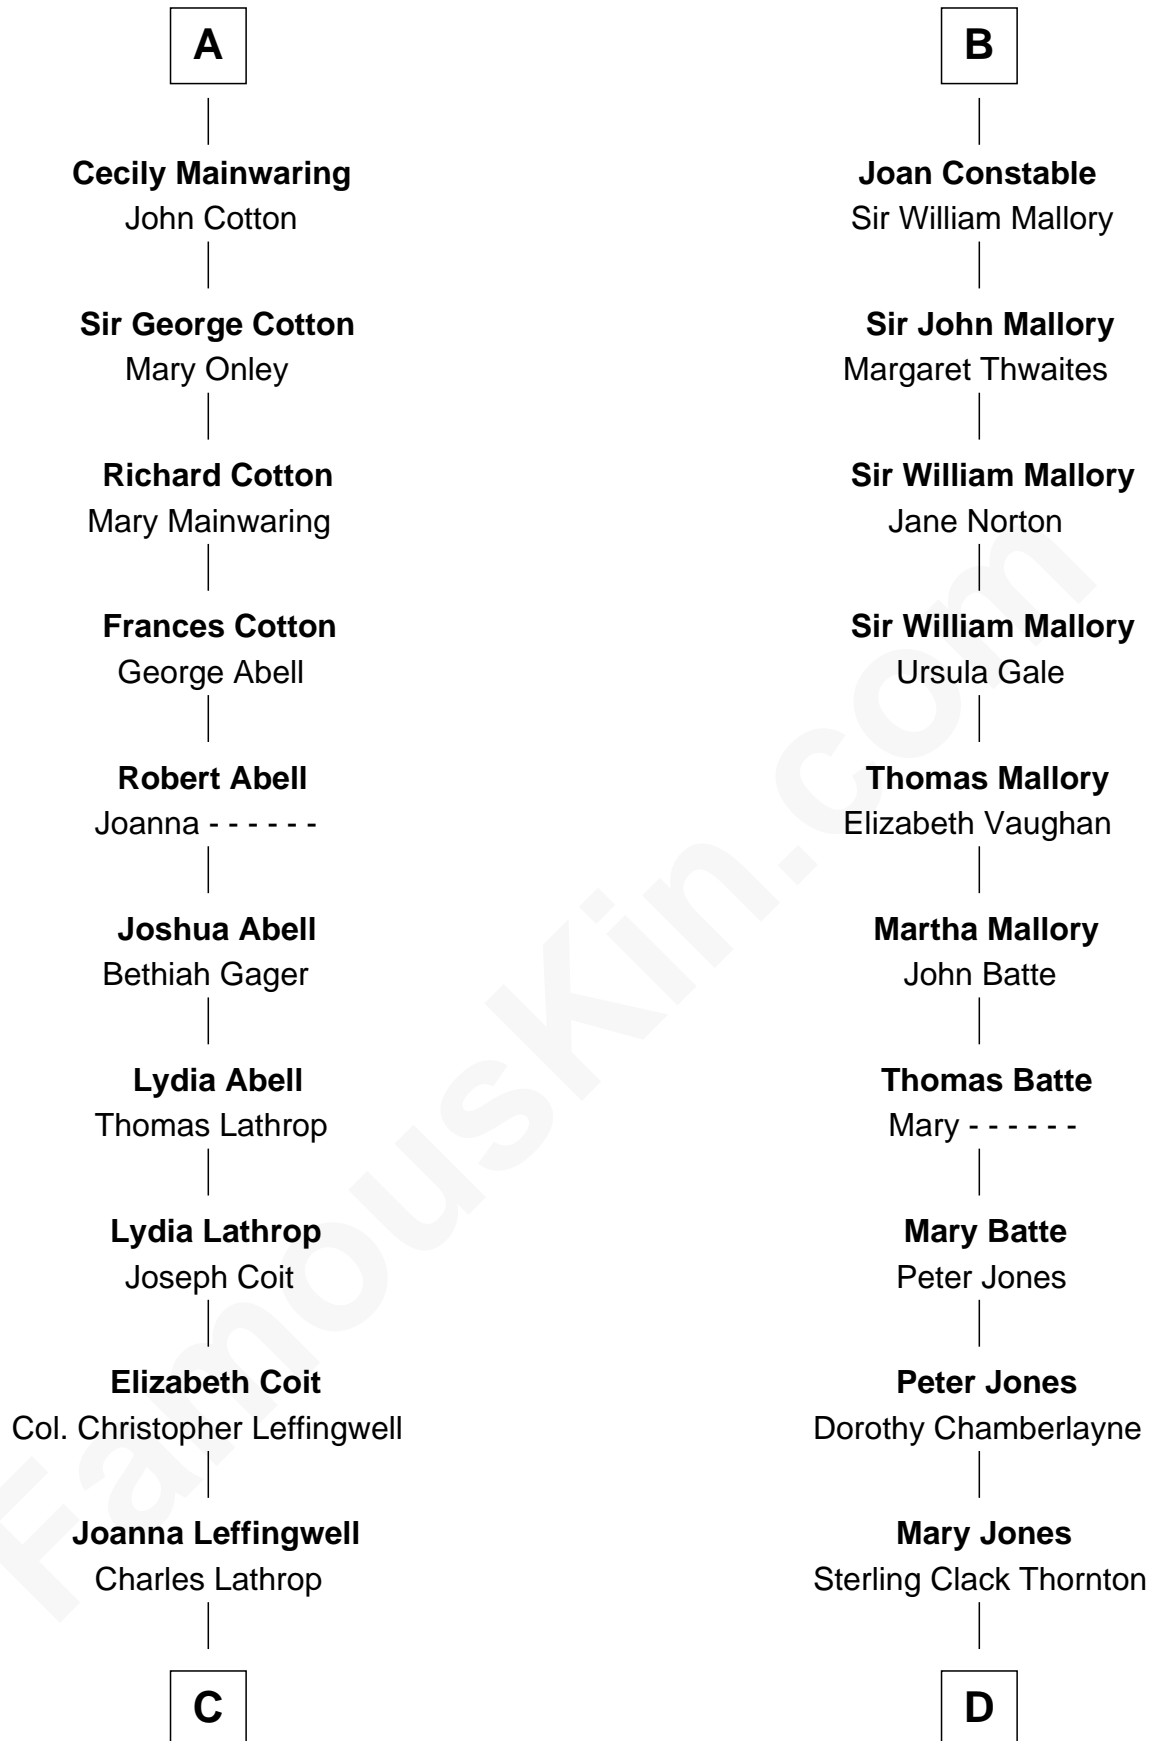 A
Cecily Mainwaring
John Cotton
Sir George Cotton
Mary Onley
Richard Cotton
Mary Mainwaring
Frances Cotton
George Abell
Robert Abell
Joanna - - - - - -
Joshua Abell
Bethiah Gager
Lydia Abell
Thomas Lathrop
Lydia Lathrop
Joseph Coit
Elizabeth Coit
Col. Christopher Leffingwell
Joanna Leffingwell
Charles Lathrop
C
B
Joan Constable
Sir William Mallory
Sir John Mallory
Margaret Thwaites
Sir William Mallory
Jane Norton
Sir William Mallory
Ursula Gale
Thomas Mallory
Elizabeth Vaughan
Martha Mallory
John Batte
Thomas Batte
Mary - - - - - -
Mary Batte
Peter Jones
Peter Jones
Dorothy Chamberlayne
Mary Jones
Sterling Clack Thornton
D
FamousKin.com